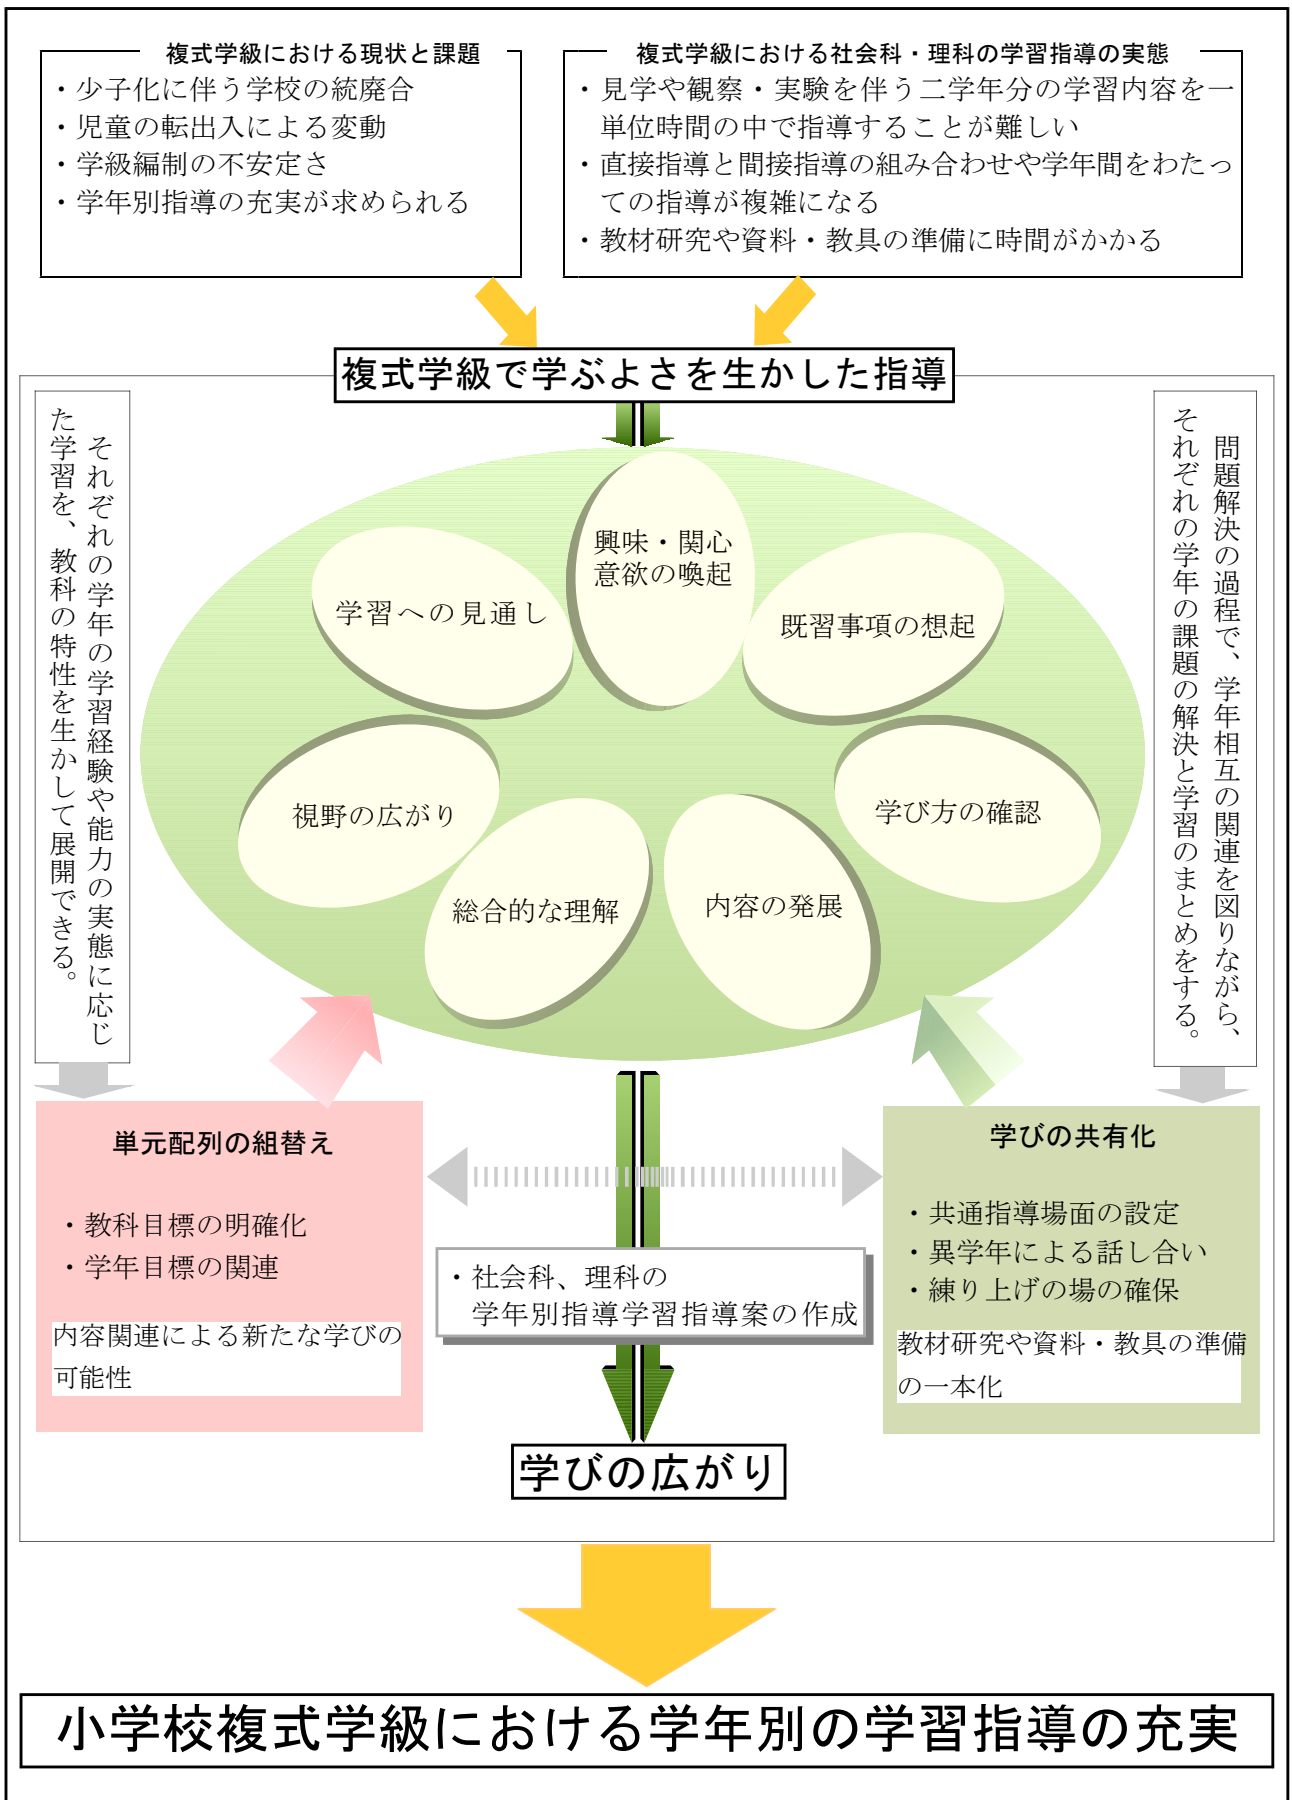 複式学級における現状と課題
・少子化に伴う学校の統廃合
・児童の転出入による変動
・学級編制の不安定さ
・学年別指導の充実が求められる
複式学級における社会科・理科の学習指導の実態
・見学や観察・実験を伴う二学年分の学習内容を一
単位時間の中で指導することが難しい
・直接指導と間接指導の組み合わせや学年間をわたっ
ての指導が複雑になる
・教材研究や資料・教具の準備に時間がかかる
複式学級で学ぶよさを生かした指導
それぞれの学年の学習経験や能力の実態に応じ
た学習を、教科の特性を生かして展開できる。
問題解決の過程で、学年相互の関連を図りながら、
それぞれの学年の課題の解決と学習のまとめをする。
興味・関心
意欲の喚起
学習への見通し
既習事項の想起
視野の広がり
学び方の確認
総合的な理解
内容の発展
単元配列の組替え
・教科目標の明確化
・学年目標の関連
内容関連による新たな学びの
可能性
学びの共有化
・共通指導場面の設定
・異学年による話し合い
・練り上げの場の確保
教材研究や資料・教具の準備
の一本化
・社会科、理科の
学年別指導学習指導案の作成
学びの広がり
小学校複式学級における学年別の学習指導の充実